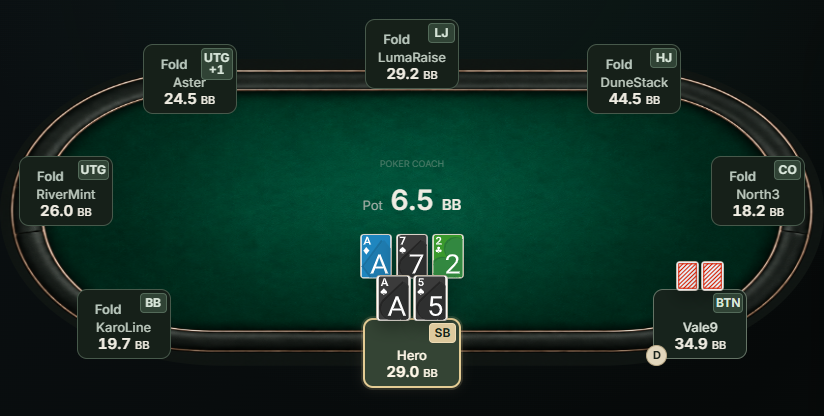 Fold
LJ
LumaRaise
29.2 BB
Fold
UTG
+1
Aster
24.5 BB
Fold
HJ
DuneStack
44.5 BB
Fold
UTG
RiverMint
26.0 BB
POKER COACH
Fold
CO
North3
18.2 BB
Pot 6.5 BB
A A
7 7
2 2
A A
5 5
Fold
BB
KaroLine
19.7 BB
SB
Hero
29.0 BB
BTN
Vale9
34.9 BB
D